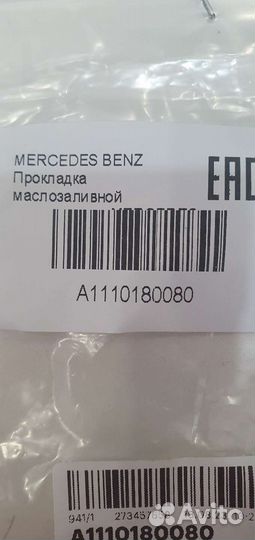 MERCEDES BENZ
Прокладка
маслозаливной
EAC
A1110180080
941/1
A1110180080
Avito